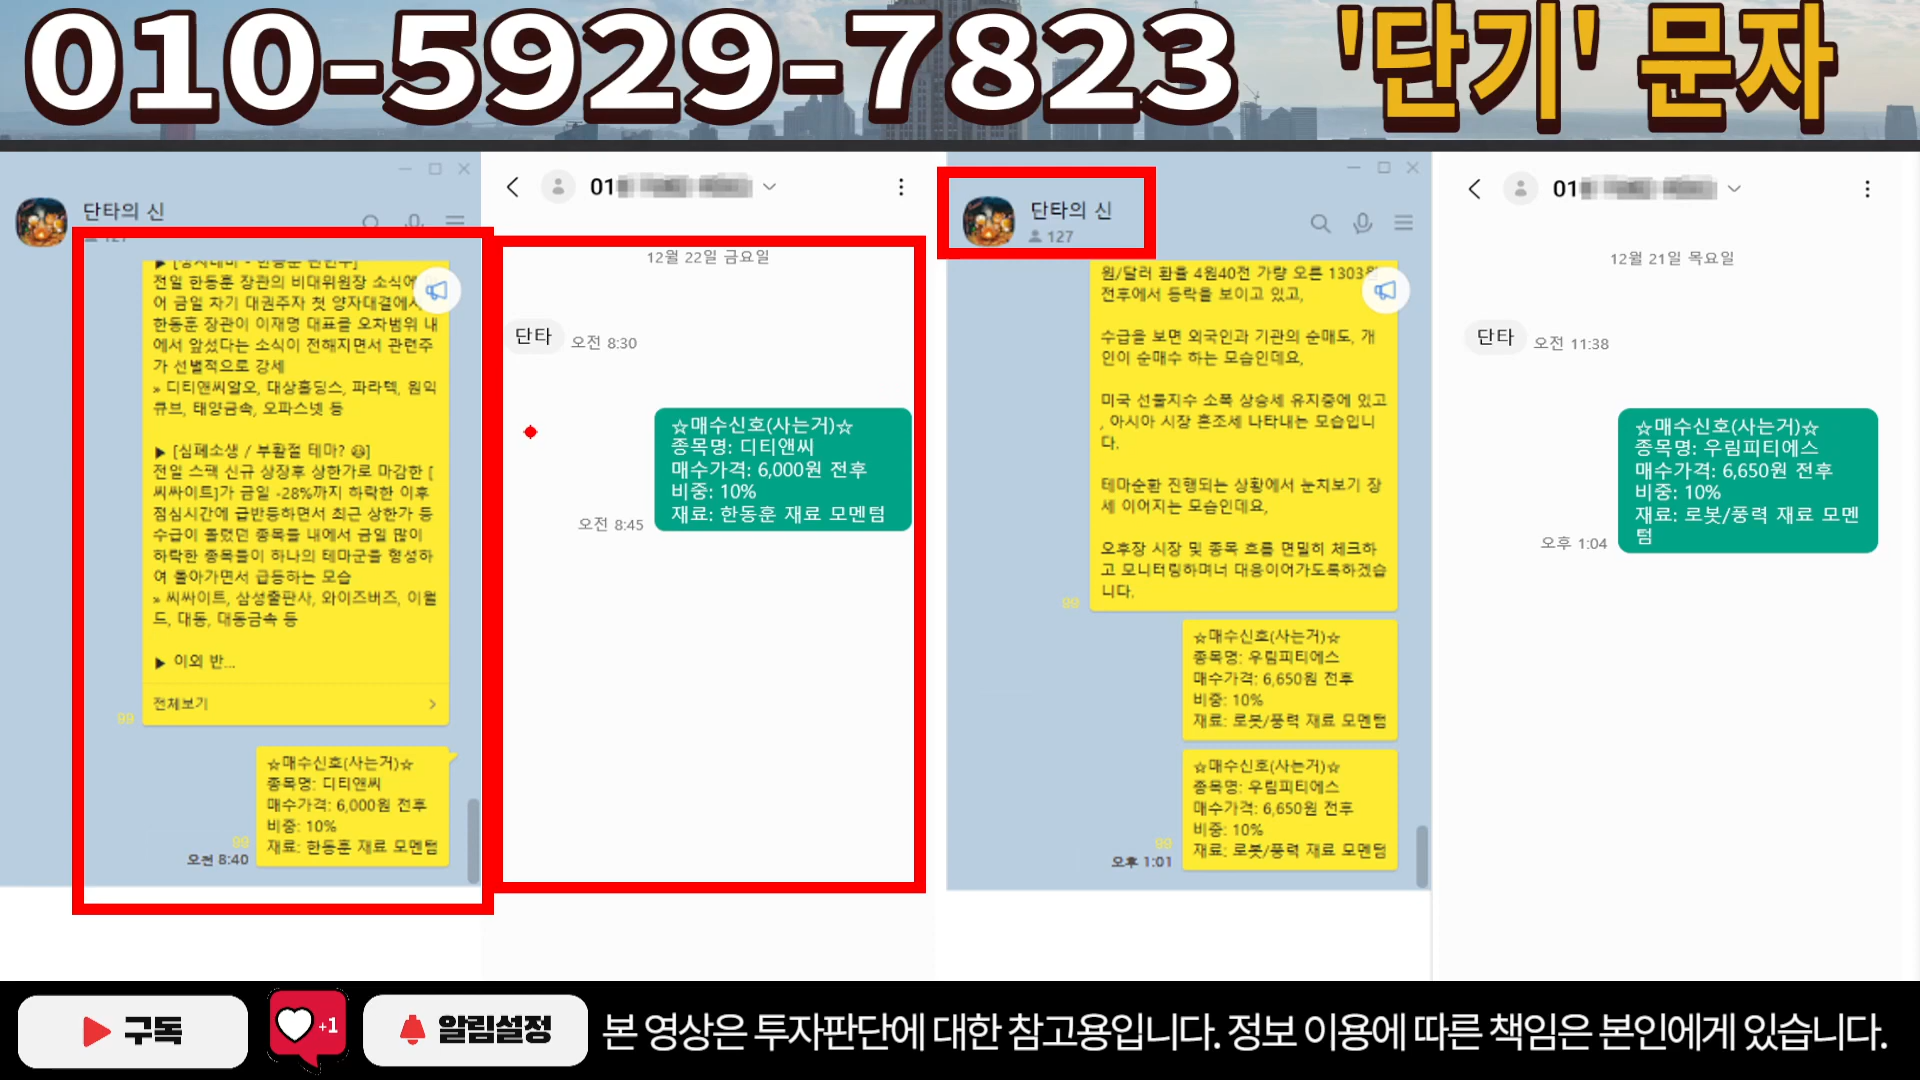 010-5929-7823 '단기' 문자
단타의 신
127
전일 한동훈 장관의 비대위원장 소식에
어 금일 차기 대권주자 첫 양자대결에서
한동훈 장관이 이재명 대표를 오차범위 내
에서 앞섰다는 소식이 전해지면서 관련주
가 선별적으로 강세
» 디티앤씨알오, 대상홀딩스, 파라텍, 원익
큐브, 태양금속, 오파스넷 등
▶ [심폐소생 / 부활절 테마? 😆]
전일 스팩 신규 상장후 상한가로 마감한 [
씨싸이트]가 금일 -28%까지 하락한 이후
점심시간에 급반등하면서 최근 상한가 등
수급이 몰렸던 종목들 내에서 금일 많이
하락한 종목들이 하나의 테마군을 형성하
여 돌아가면서 급등하는 모습
» 씨싸이트, 삼성출판사, 와이즈버즈, 이월
드, 대동, 대동금속 등
▶ 이외 반...
전체보기
99
☆매수신호(사는거)☆
종목명: 디티앤씨
매수가격: 6,000원 전후
비중: 10%
재료: 한동훈 재료 모멘텀
99
오전 8:40
01
12월 22일 금요일
단타
오전 8:30
☆매수신호(사는거)☆
종목명: 디티앤씨
매수가격: 6,000원 전후
비중: 10%
재료: 한동훈 재료 모멘텀
오전 8:45
단타의 신
127
원/달러 환율 4원40전 가량 오른 1303원
전후에서 등락을 보이고 있고,
수급을 보면 외국인과 기관의 순매도, 개
인이 순매수 하는 모습인데요,
미국 선물지수 소폭 상승세 유지중에 있고
, 아시아 시장 혼조세 나타내는 모습입니
다.
테마순환 진행되는 상황에서 눈치보기 장
세 이어지는 모습인데요,
오후장 시장 및 종목 흐름 면밀히 체크하
고 모니터링하며너 대응이어가도록하겠습
니다.
99
☆매수신호(사는거)☆
종목명: 우림피티에스
매수가격: 6,650원 전후
비중: 10%
재료: 로봇/풍력 재료 모멘텀
☆매수신호(사는거)☆
종목명: 우림피티에스
매수가격: 6,650원 전후
비중: 10%
재료: 로봇/풍력 재료 모멘텀
99
오후 1:01
01
12월 21일 목요일
단타
오전 11:38
☆매수신호(사는거)☆
종목명: 우림피티에스
매수가격: 6,650원 전후
비중: 10%
재료: 로봇/풍력 재료 모멘
텀
오후 1:04
구독
+1
알림설정
본 영상은 투자판단에 대한 참고용입니다. 정보 이용에 따른 책임은 본인에게 있습니다.